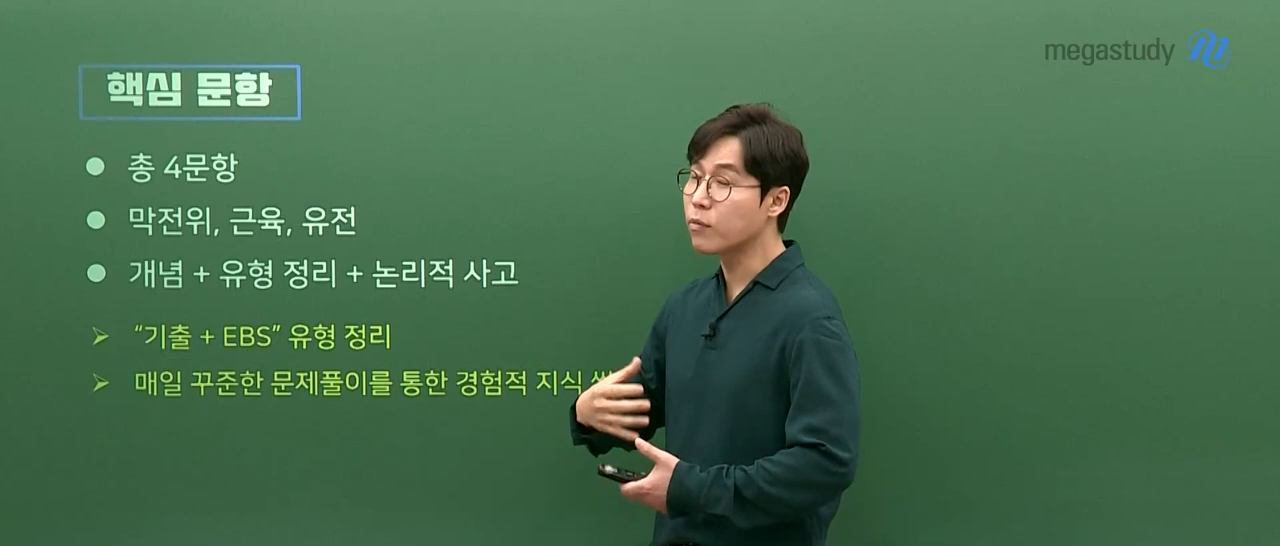 megastudy
핵심 문항
총 4문항
막전위, 근육, 유전
개념 + 유형 정리 + 논리적 사고
“기출 + EBS” 유형 정리
매일 꾸준한 문제풀이를 통한 경험적 지식